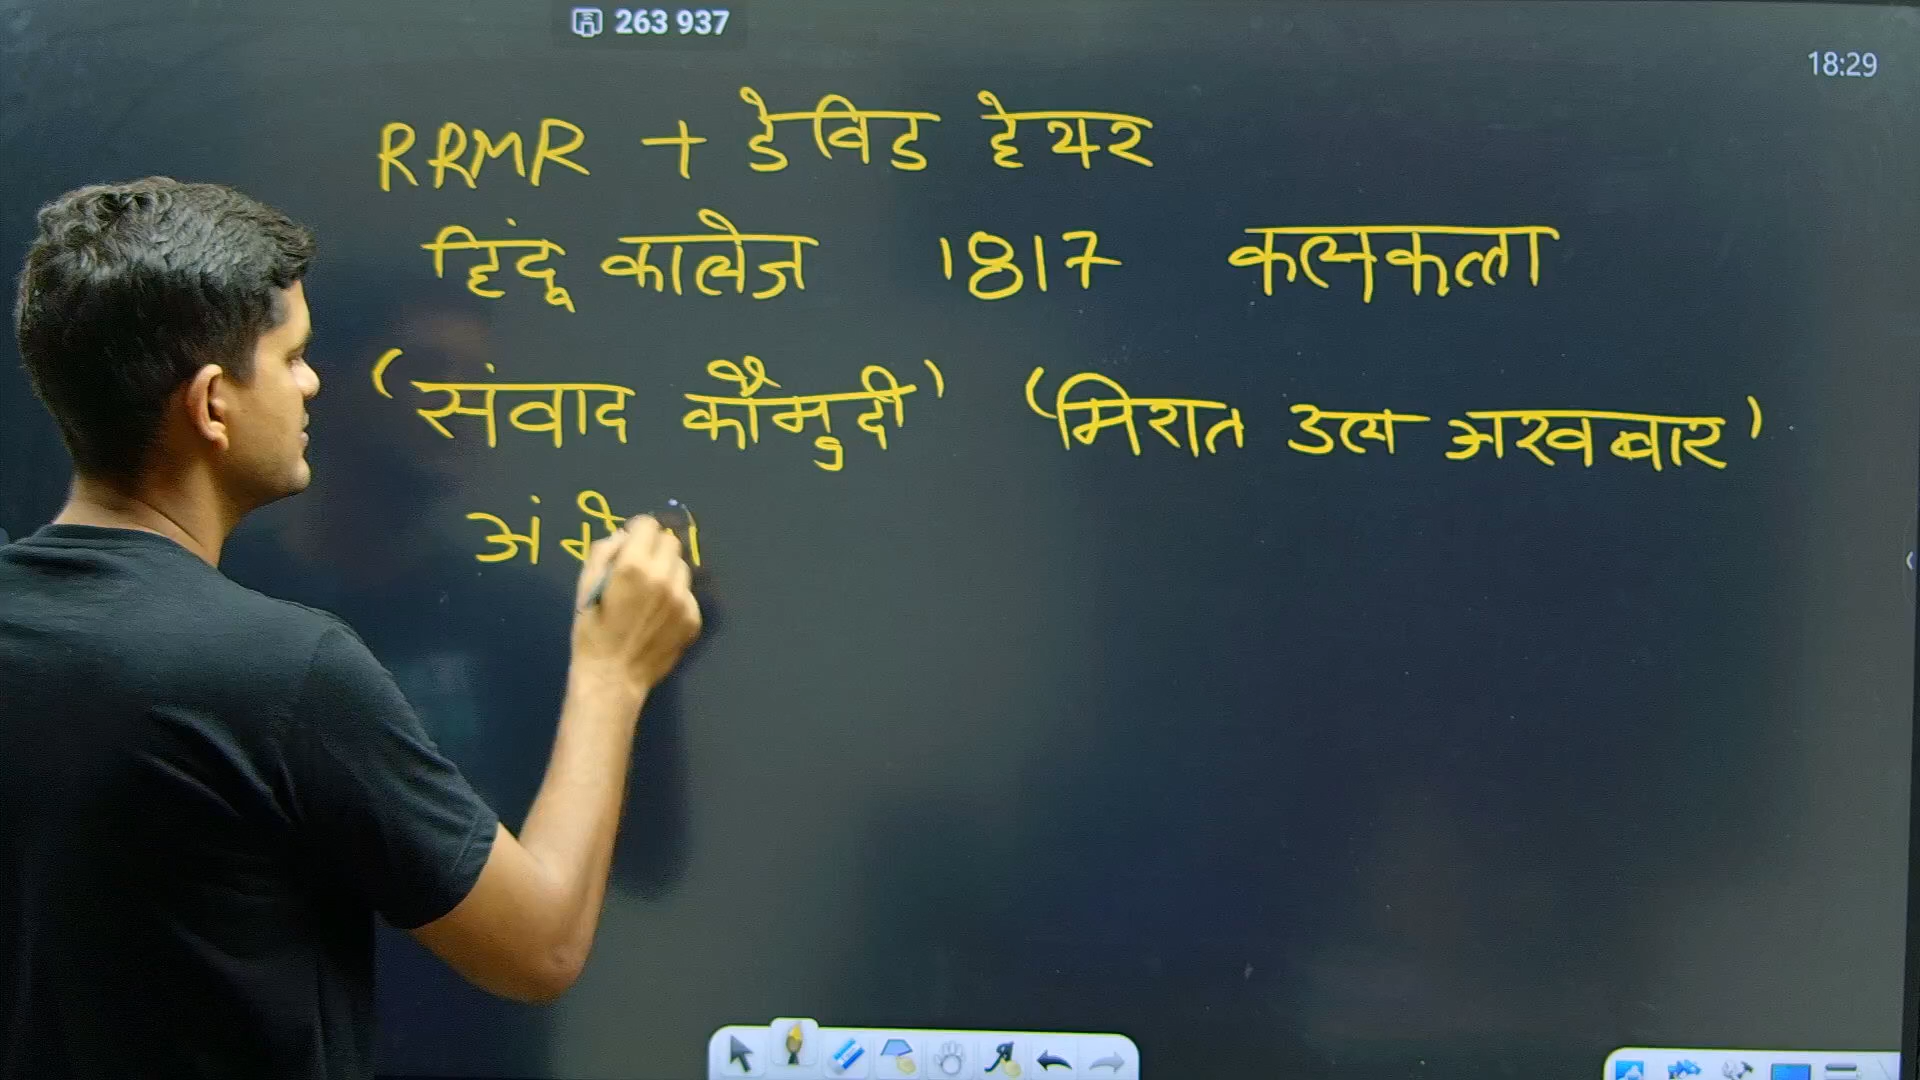 263 937
18:29
RRMR + डेविड हेयर
हिंदू कालेज 1817 कलकत्ता
'संवाद कौमुदी' 'मिरात उल अखबार'